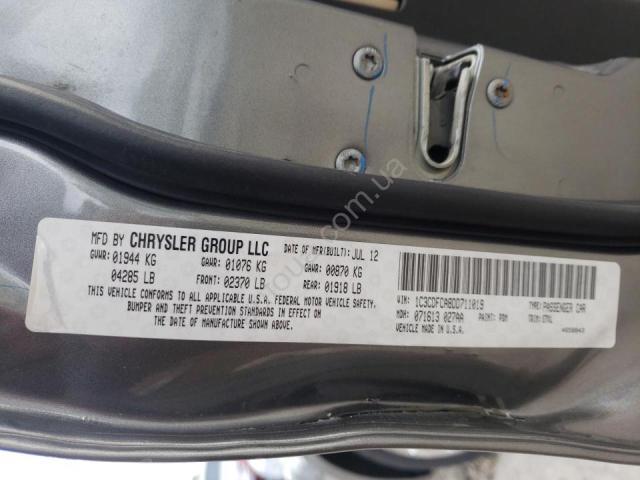 MFD BY CHRYSLER GROUP LLC DATE OF MFR(BUILT): JUL 12
GVWR: 01944 KG GAWR: 01076 KG GAWR: 00870 KG
04285 LB FRONT: 02370 LB REAR: 01918 LB
THIS VEHICLE CONFORMS TO ALL APPLICABLE U.S.A. FEDERAL MOTOR VEHICLE SAFETY,
BUMPER AND THEFT PREVENTION STANDARDS IN EFFECT ON
THE DATE OF MANUFACTURE SHOWN ABOVE.
VIN: 1C3CDFCA8DD711019 TYPE: PASSENGER CAR
MDH: 071613 027AA PAINT: PDM TRIM:
MADE IN U.S.A.